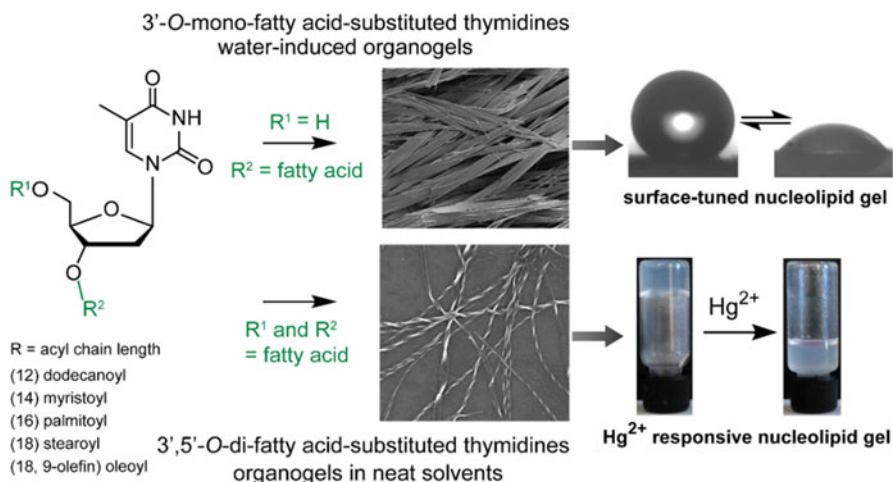 3'-O-mono-fatty acid-substituted thymidines
water-induced organogels
O
NH
N
O
R¹O
O
O
R²
R¹ = H
R² = fatty acid
surface-tuned nucleolipid gel
R¹ and R²
= fatty acid
Hg²⁺
Hg²⁺ responsive nucleolipid gel
R = acyl chain length
(12) dodecanoyl
(14) myristoyl
(16) palmitoyl
(18) stearoyl
(18, 9-olefin) oleoyl
3',5'-O-di-fatty acid-substituted thymidines
organogels in neat solvents